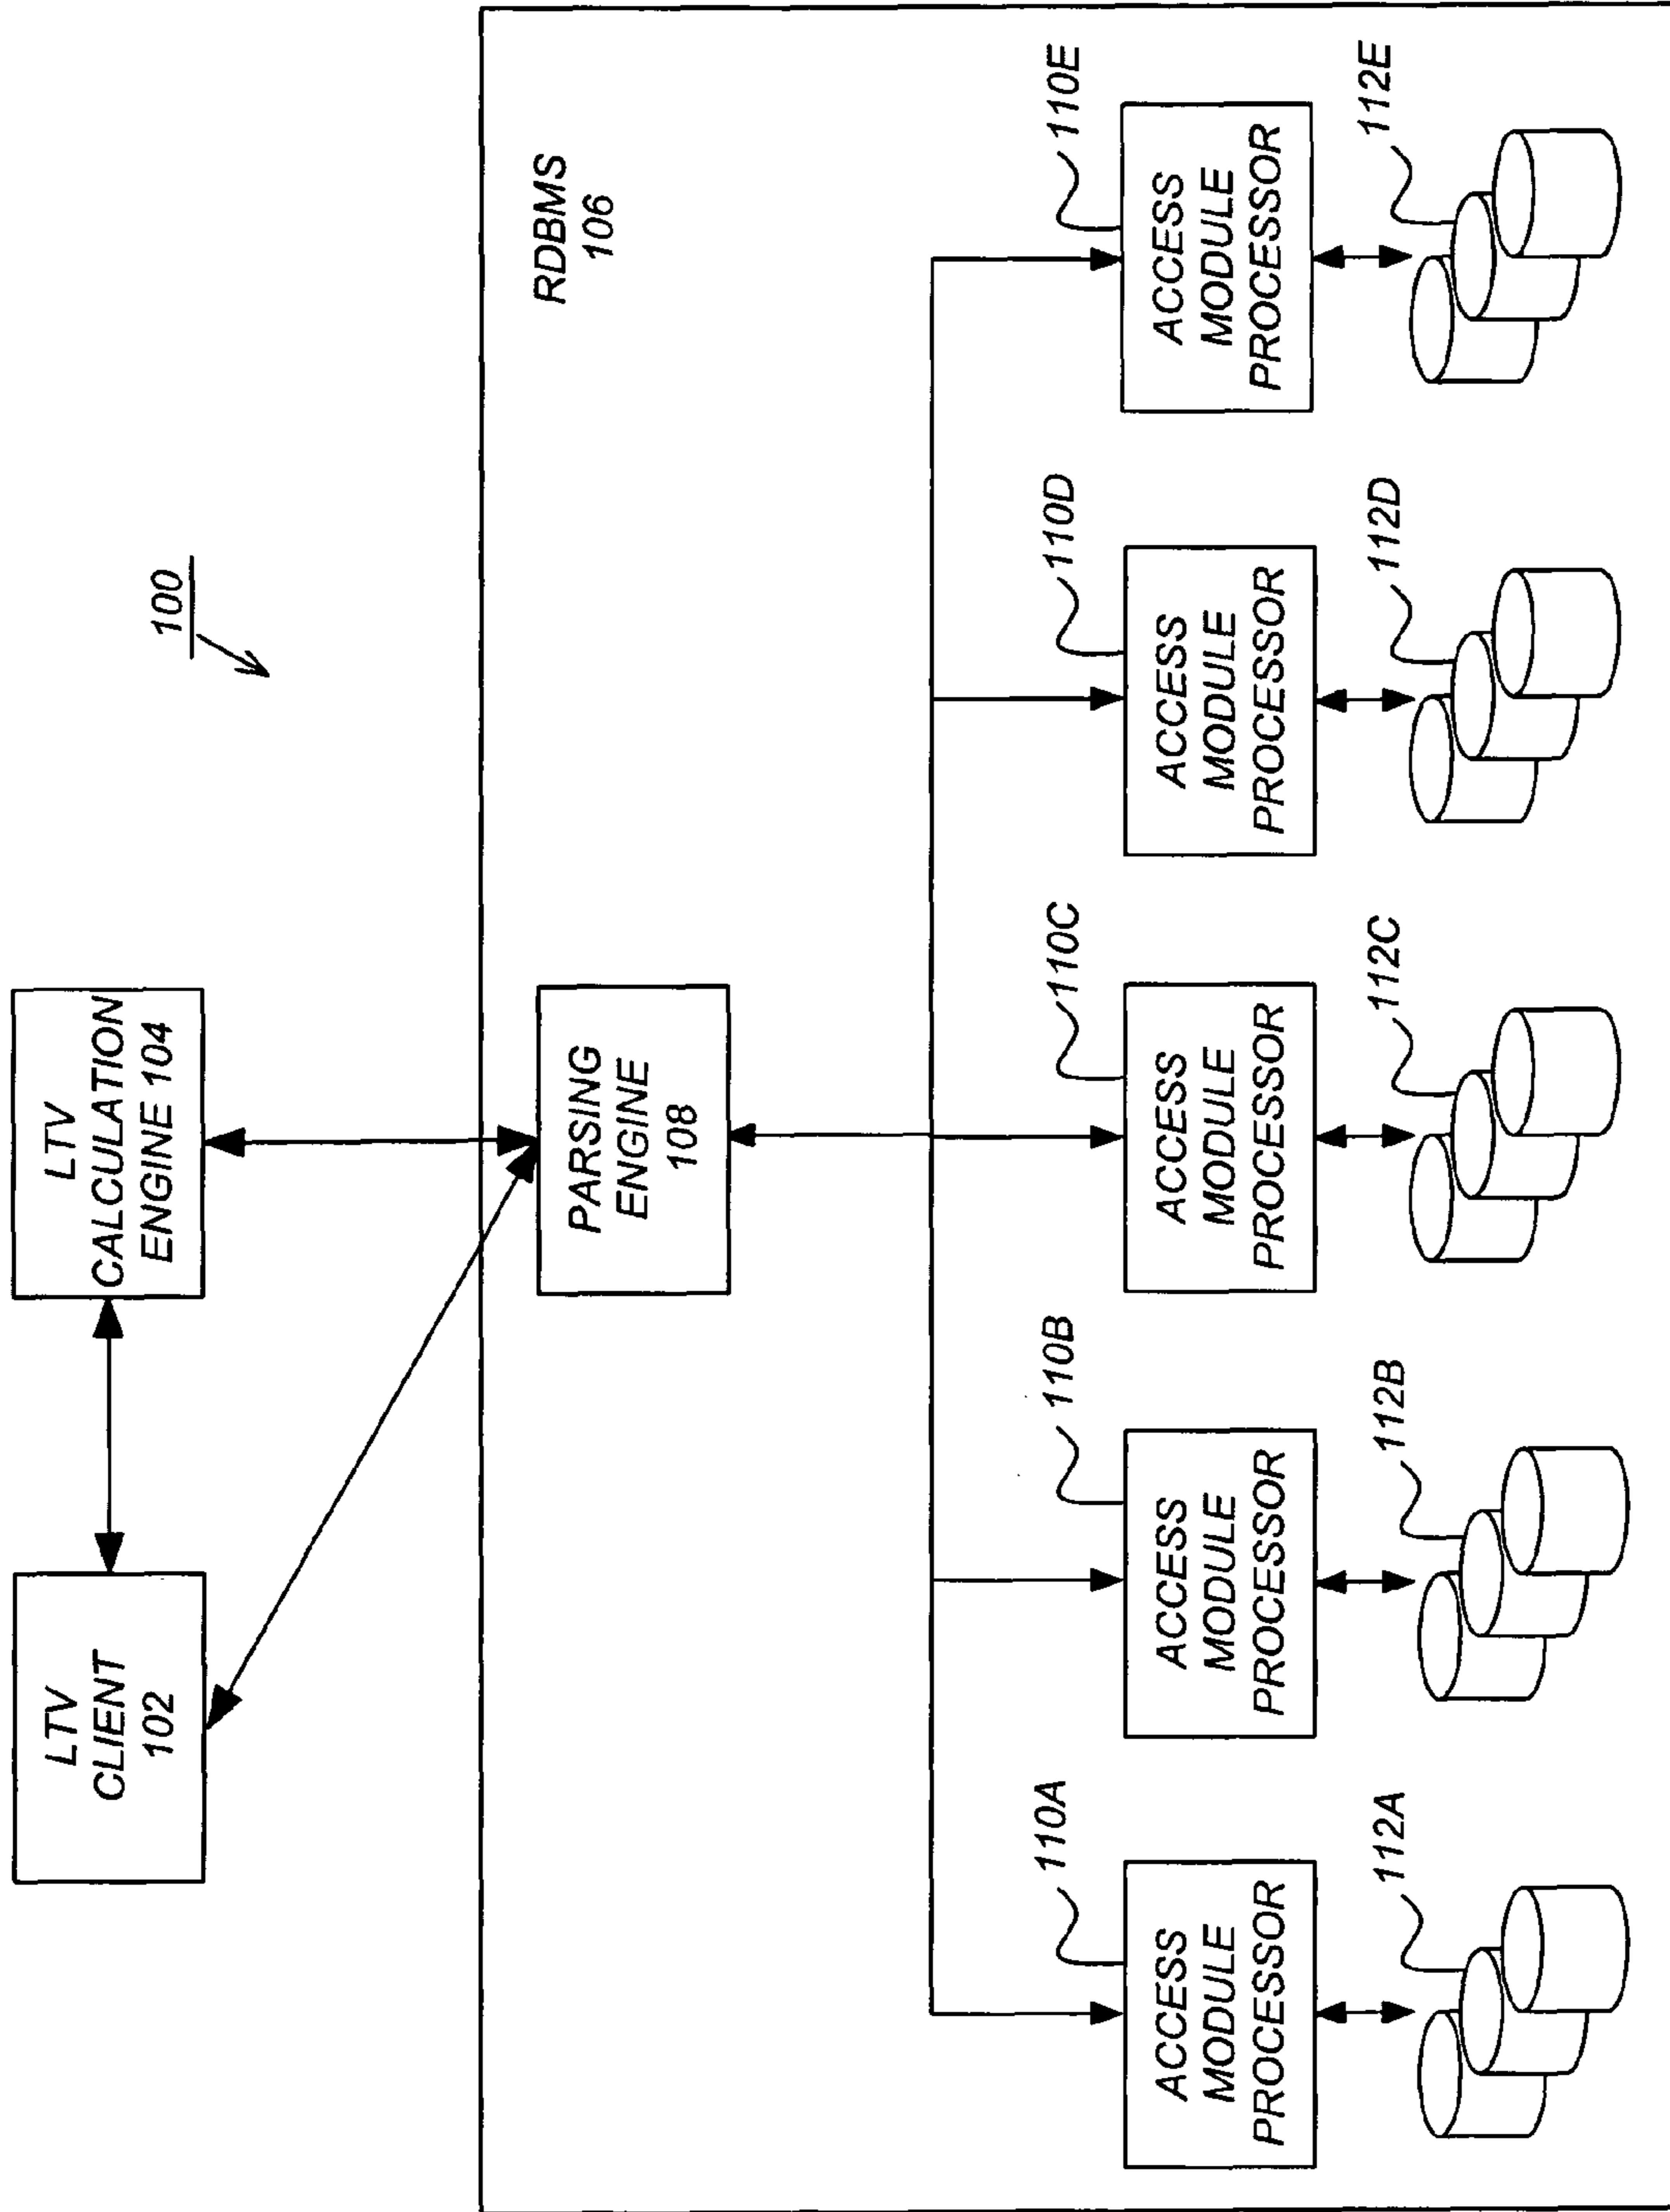 100
LTV
CLIENT
102
LTV
CALCULATION
ENGINE 104
RDBMS
106
PARSING
ENGINE
108
110A
110B
110C
110D
110E
ACCESS
MODULE
PROCESSOR
ACCESS
MODULE
PROCESSOR
ACCESS
MODULE
PROCESSOR
ACCESS
MODULE
PROCESSOR
ACCESS
MODULE
PROCESSOR
112A
112B
112C
112D
112E